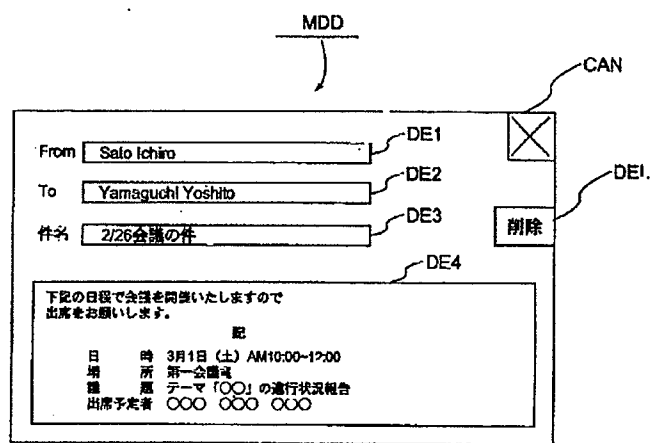 MDD
CAN
From Sato Ichiro DE1
To Yamaguchi Yoshito DE2
DEL
件名 2/26会議の件 DE3
削除
DE4
下記の日程で会議を開催いたしますので
出席をお願いします。
記
日 時 3月1日（土）AM10:00~12:00
場 所 第一会議室
議 題 テーマ「〇〇」の進行状況報告
出席予定者 〇〇〇 〇〇〇 〇〇〇